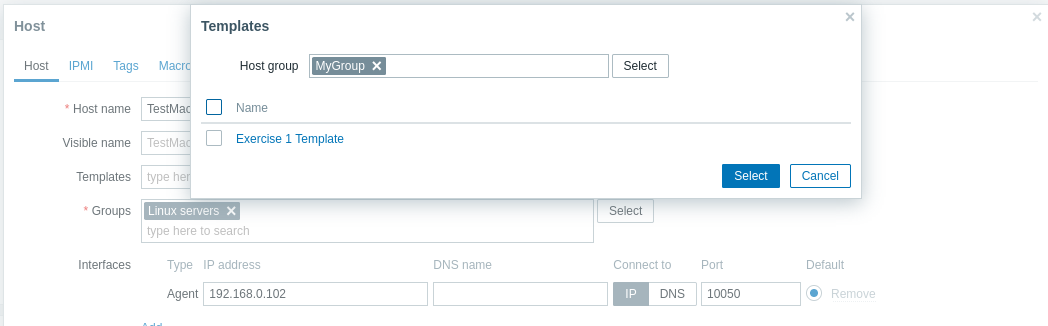 Host
Templates
Host group MyGroup Select
Host IPMI Tags Macro
Name
* Host name TestMac
Exercise 1 Template
Visible name TestMac
Templates type her
Select Cancel
* Groups Linux servers Select
type here to search
Interfaces Type IP address DNS name Connect to Port Default
Agent 192.168.0.102 IP DNS 10050 Remove
Add